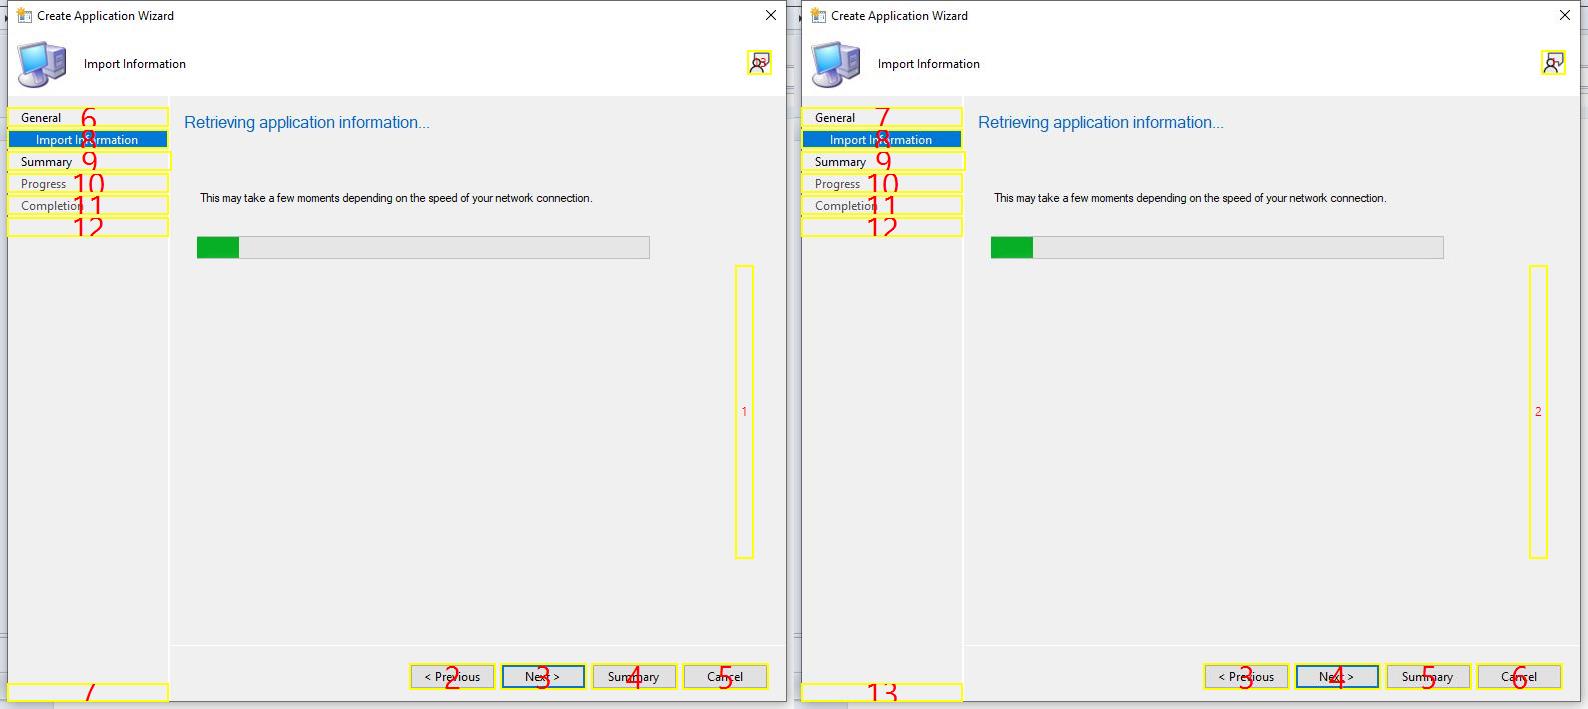 Create Application Wizard
Import Information
13
General 6
Import Information 8
Summary 9
Progress 10
Completion 11
12
Retrieving application information...
This may take a few moments depending on the speed of your network connection.
1
< Previous 2
Next > 3
Summary 4
Cancel 5
7
Create Application Wizard
Import Information
General 7
Import Information 8
Summary 9
Progress 10
Completion 11
12
Retrieving application information...
This may take a few moments depending on the speed of your network connection.
2
< Previous 3
Next > 4
Summary 5
Cancel 6
13